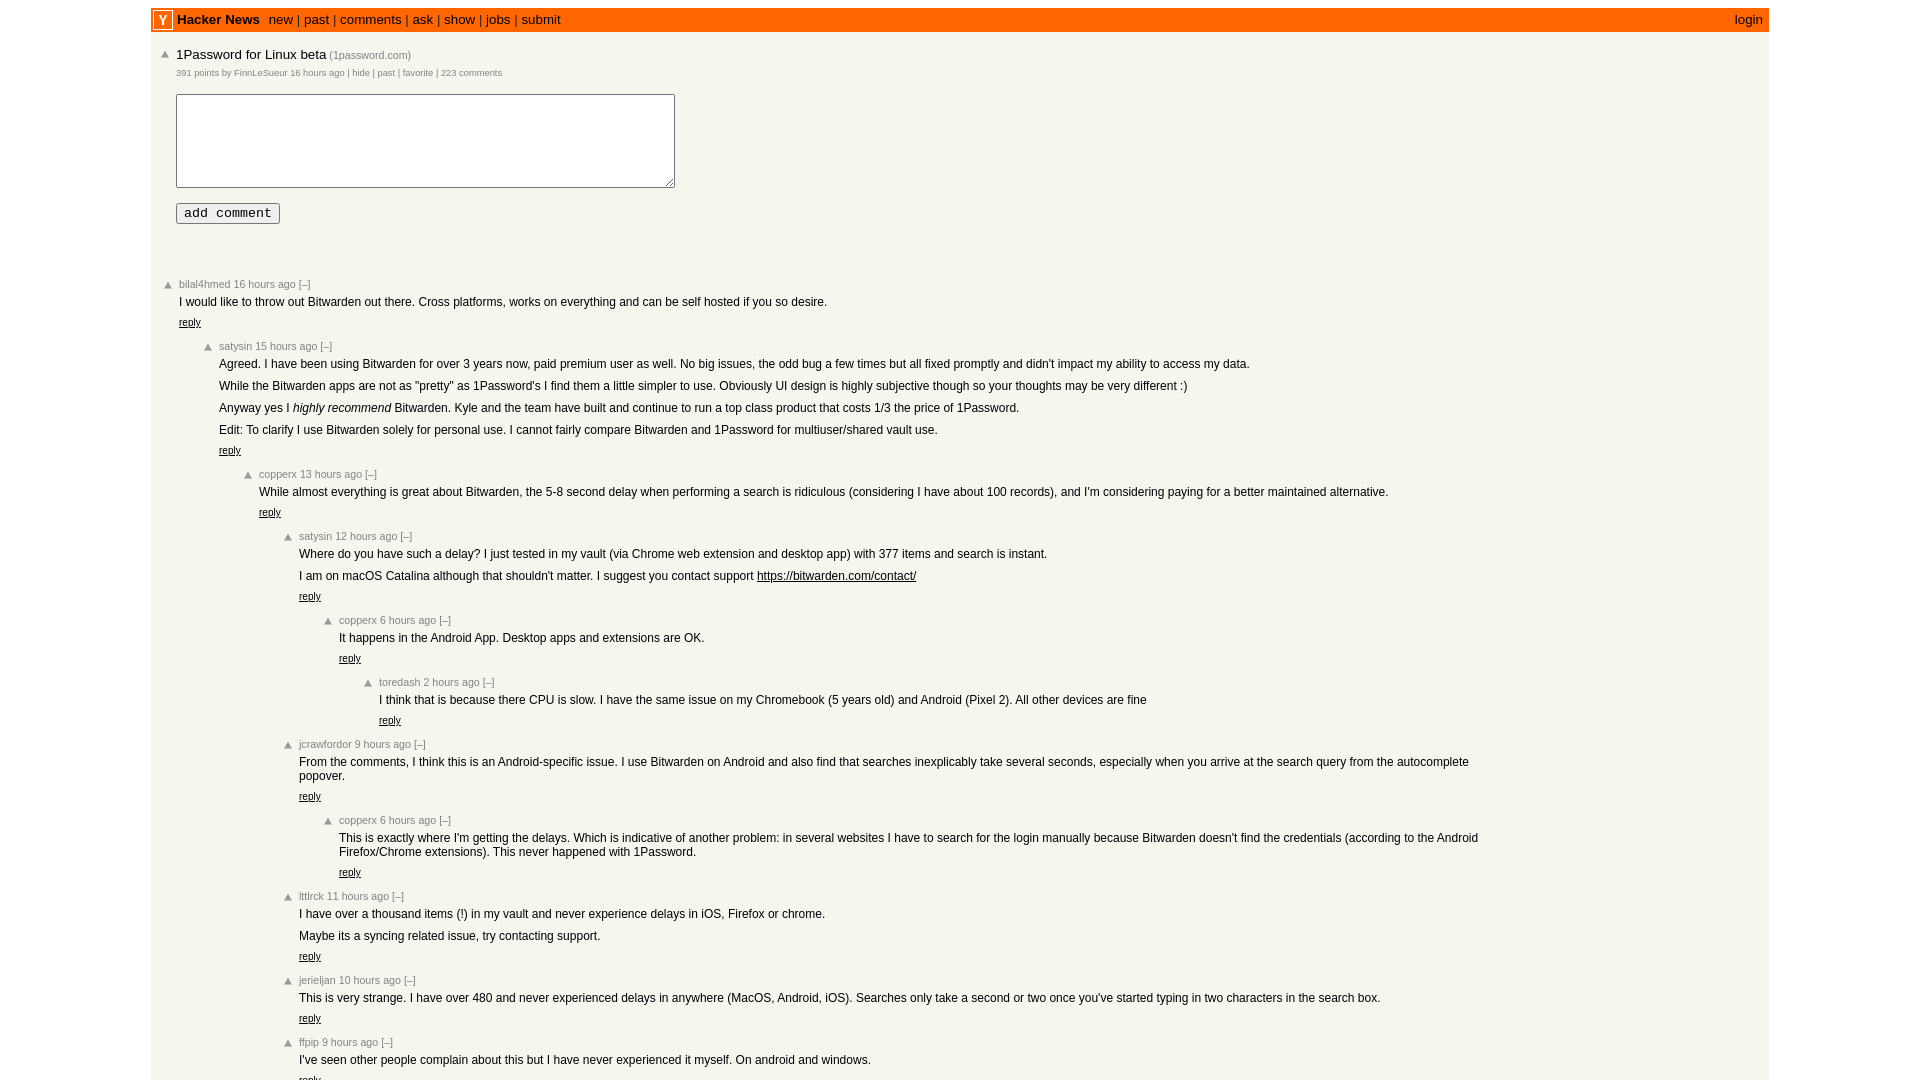 Y Hacker News new | past | comments | ask | show | jobs | submit login
1Password for Linux beta (1password.com)
391 points by FinnLeSueur 16 hours ago | hide | past | favorite | 223 comments
add comment
bilal4hmed 16 hours ago [–]
I would like to throw out Bitwarden out there. Cross platforms, works on everything and can be self hosted if you so desire.
reply
satysin 15 hours ago [–]
Agreed. I have been using Bitwarden for over 3 years now, paid premium user as well. No big issues, the odd bug a few times but all fixed promptly and didn't impact my ability to access my data.
While the Bitwarden apps are not as "pretty" as 1Password's I find them a little simpler to use. Obviously UI design is highly subjective though so your thoughts may be very different :)
Anyway yes I highly recommend Bitwarden. Kyle and the team have built and continue to run a top class product that costs 1/3 the price of 1Password.
Edit: To clarify I use Bitwarden solely for personal use. I cannot fairly compare Bitwarden and 1Password for multiuser/shared vault use.
reply
copperx 13 hours ago [–]
While almost everything is great about Bitwarden, the 5-8 second delay when performing a search is ridiculous (considering I have about 100 records), and I'm considering paying for a better maintained alternative.
reply
satysin 12 hours ago [–]
Where do you have such a delay? I just tested in my vault (via Chrome web extension and desktop app) with 377 items and search is instant.
I am on macOS Catalina although that shouldn't matter. I suggest you contact support https://bitwarden.com/contact/
reply
copperx 6 hours ago [–]
It happens in the Android App. Desktop apps and extensions are OK.
reply
toredash 2 hours ago [–]
I think that is because there CPU is slow. I have the same issue on my Chromebook (5 years old) and Android (Pixel 2). All other devices are fine
reply
jcrawfordor 9 hours ago [–]
From the comments, I think this is an Android-specific issue. I use Bitwarden on Android and also find that searches inexplicably take several seconds, especially when you arrive at the search query from the autocomplete
popover.
reply
copperx 6 hours ago [–]
This is exactly where I'm getting the delays. Which is indicative of another problem: in several websites I have to search for the login manually because Bitwarden doesn't find the credentials (according to the Android
Firefox/Chrome extensions). This never happened with 1Password.
reply
lttlrck 11 hours ago [–]
I have over a thousand items (!) in my vault and never experience delays in iOS, Firefox or chrome.
Maybe its a syncing related issue, try contacting support.
reply
jerieljan 10 hours ago [–]
This is very strange. I have over 480 and never experienced delays in anywhere (MacOS, Android, iOS). Searches only take a second or two once you've started typing in two characters in the search box.
reply
ffpip 9 hours ago [–]
I've seen other people complain about this but I have never experienced it myself. On android and windows.
reply